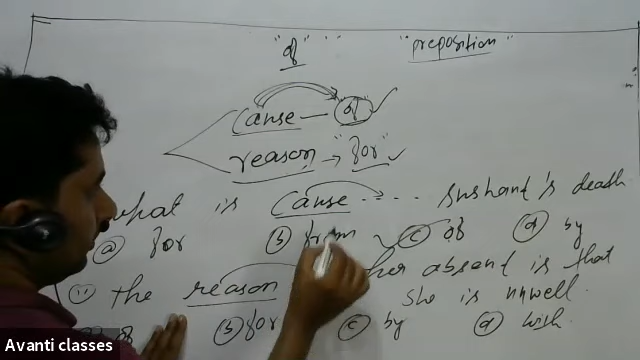 "of" "preposition"
Cause — of
reason → "for"
what is Cause .... Sushant's death
(a) for (b) from (c) of (d) by
(ii) the reason her absent is that
she is unwell.
of (b) for (c) by (d) with.
Avanti classes